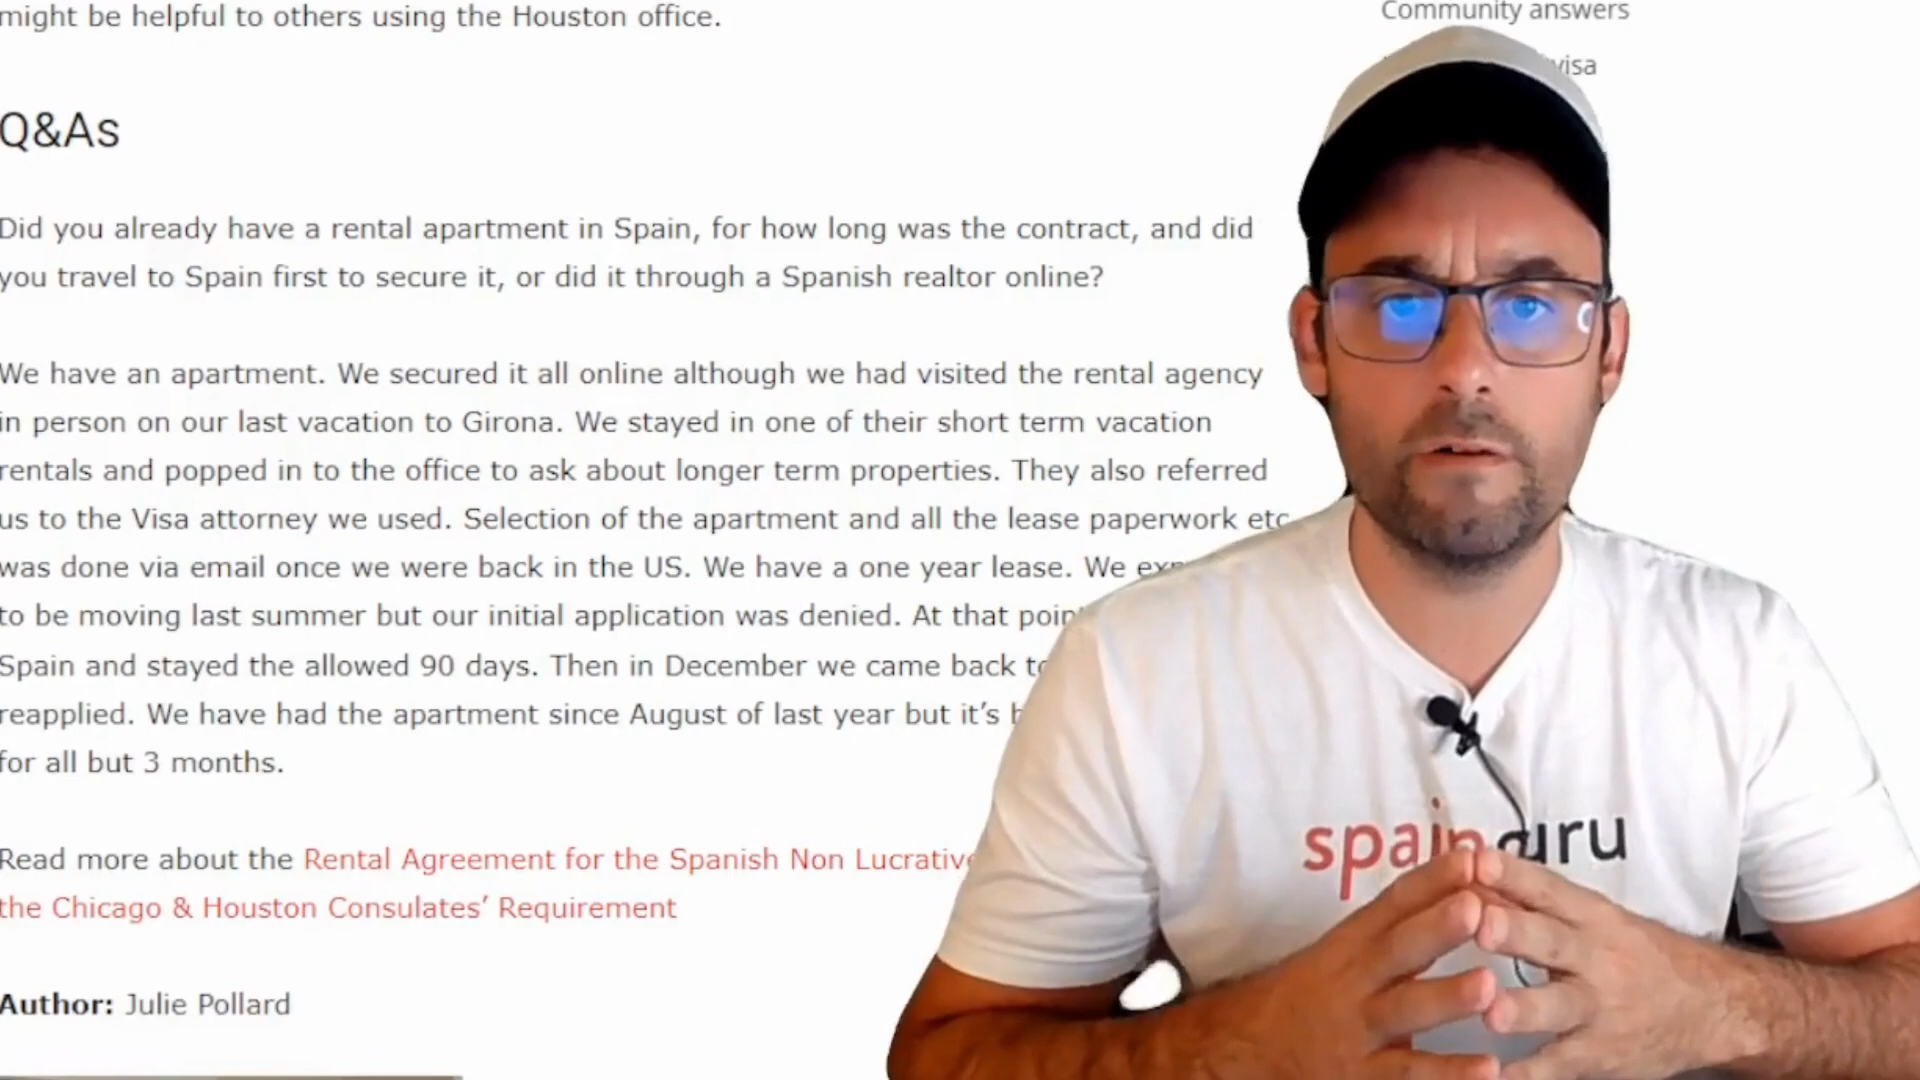 might be helpful to others using the Houston office.
Community answers
visa
Q&As
Did you already have a rental apartment in Spain, for how long was the contract, and did
you travel to Spain first to secure it, or did it through a Spanish realtor online?
We have an apartment. We secured it all online although we had visited the rental agency
in person on our last vacation to Girona. We stayed in one of their short term vacation
rentals and popped in to the office to ask about longer term properties. They also referred
us to the Visa attorney we used. Selection of the apartment and all the lease paperwork etc
was done via email once we were back in the US. We have a one year lease. We
to be moving last summer but our initial application was denied. At that
Spain and stayed the allowed 90 days. Then in December we came back
reapplied. We have had the apartment since August of last year but it’s
for all but 3 months.
Read more about the Rental Agreement for the Spanish Non Lucrative
the Chicago & Houston Consulates’ Requirement
Author: Julie Pollard
spain guru